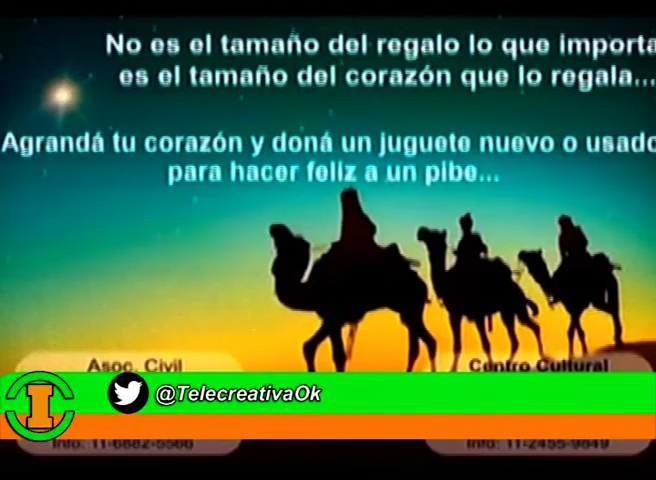 No es el tamaño del regalo lo que importa
es el tamaño del corazón que lo regala...
Agrandá tu corazón y doná un juguete nuevo o usado
para hacer feliz a un pibe...
Asoc. Civil
Centro Cultural
@TelecreativaOk
Info: 11-6682-5566
Info: 11-2455-9849